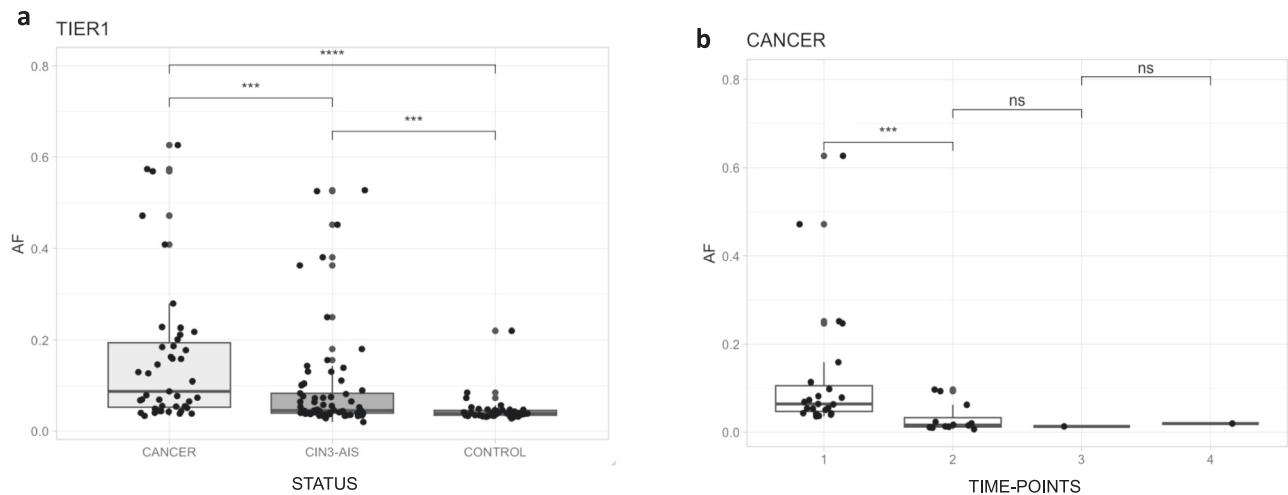 a
TIER1
****
***
***
0.8
0.6
0.4
0.2
0.0
AF
CANCER CIN3-AIS CONTROL
STATUS
b
CANCER
ns
ns
***
0.8
0.6
0.4
0.2
0.0
AF
1 2 3 4
TIME-POINTS